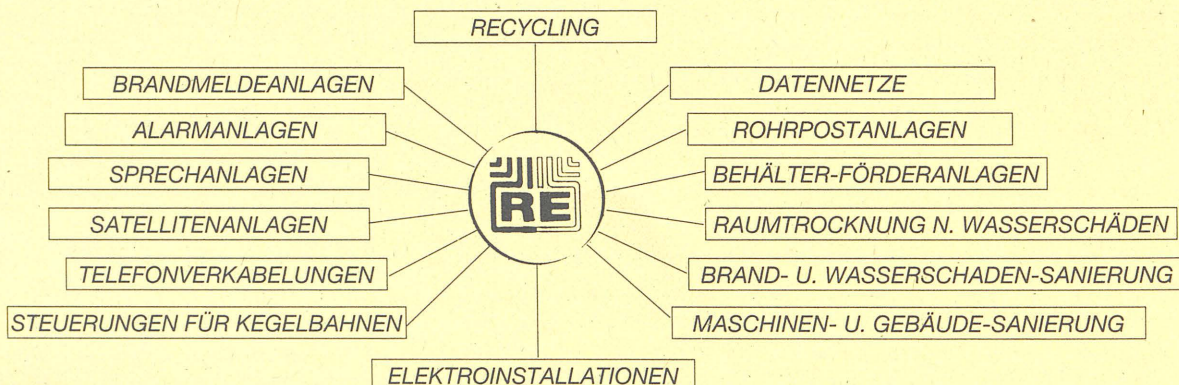 RECYCLING
BRANDMELDEANLAGEN
ALARMANLAGEN
SPRECHANLAGEN
SATELLITENANLAGEN
TELEFONVERKABELUNGEN
STEUERUNGEN FÜR KEGELBAHNEN
RE
DATENNETZE
ROHRPOSTANLAGEN
BEHÄLTER-FÖRDERANLAGEN
RAUMTROCKNUNG N. WASSERSCHÄDEN
BRAND- U. WASSERSCHADEN-SANIERUNG
MASCHINEN- U. GEBÄUDE-SANIERUNG
ELEKTROINSTALLATIONEN